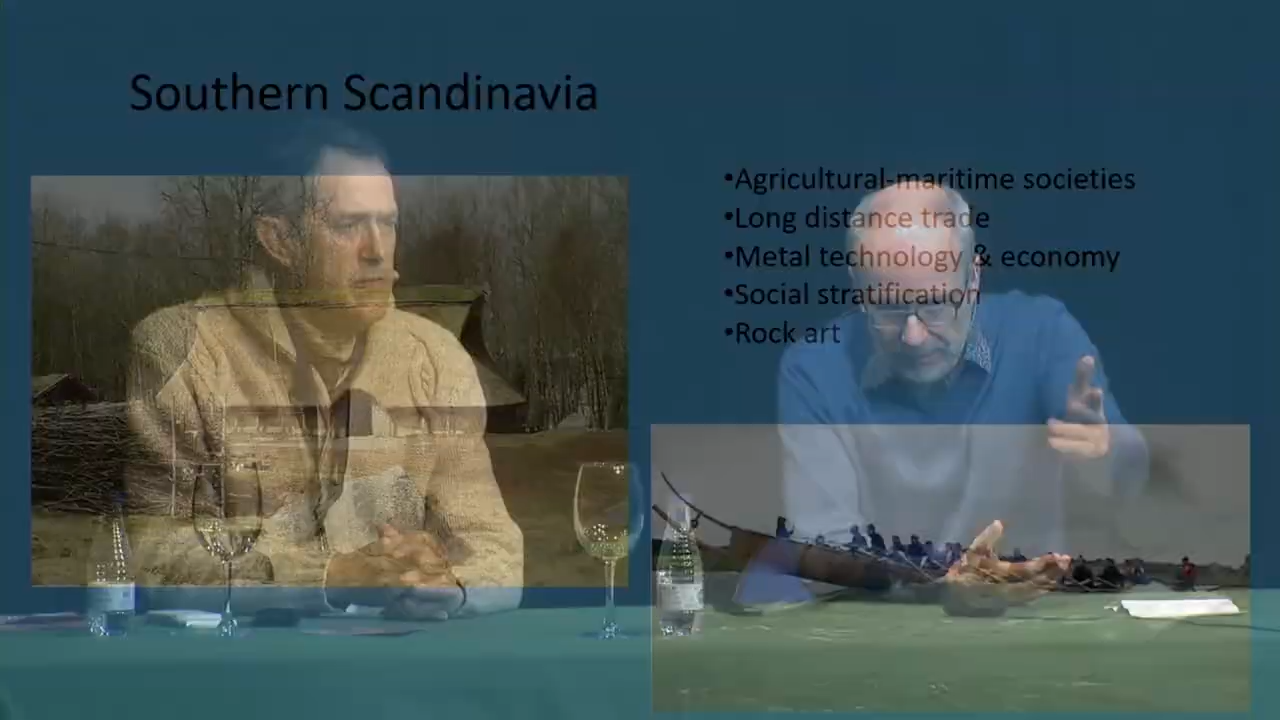 Southern Scandinavia
•Agricultural-maritime societies
•Long distance trade
•Metal technology & economy
•Social stratification
•Rock art